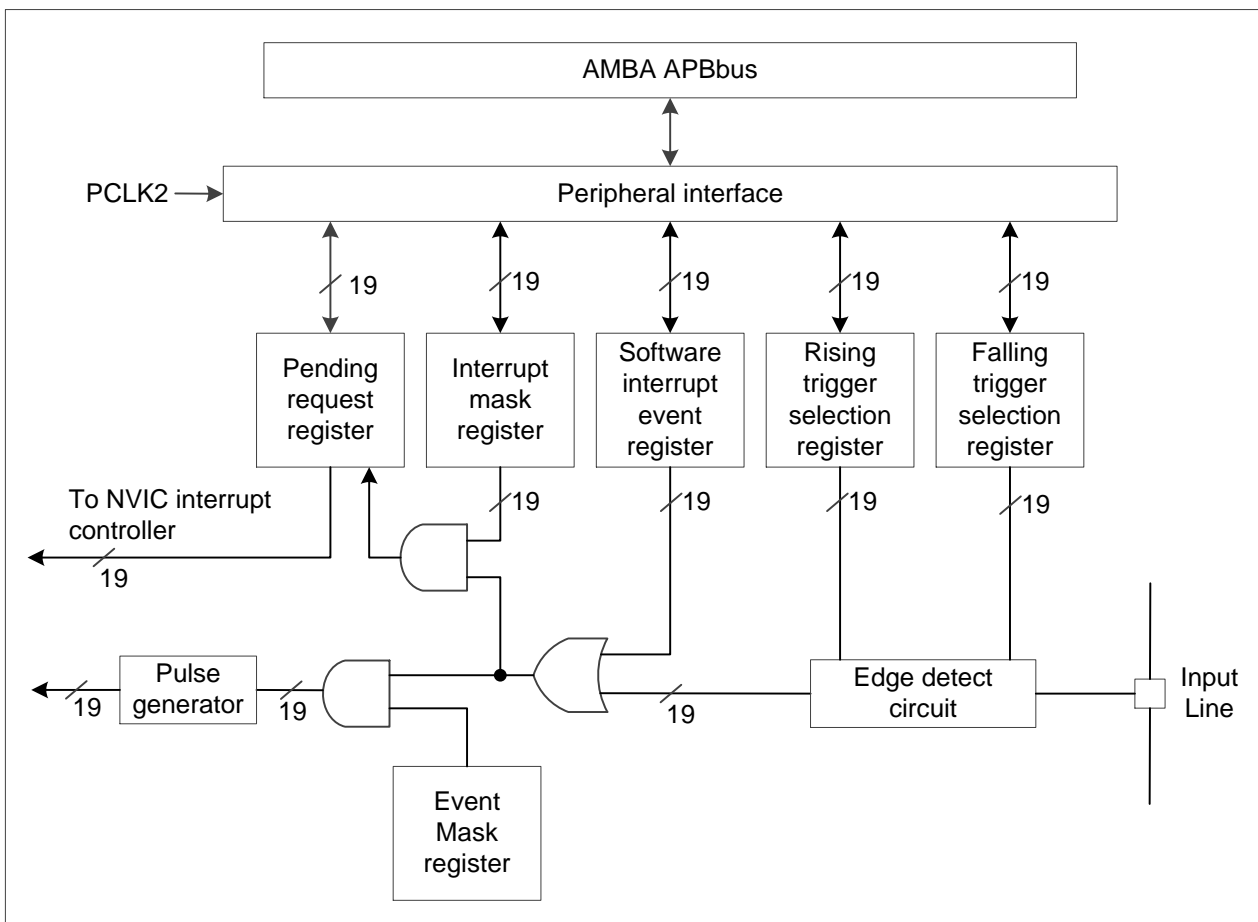 AMBA APBbus
PCLK2
Peripheral interface
19
19
19
19
19
Pending
request
register
Interrupt
mask
register
Software
interrupt
event
register
Rising
trigger
selection
register
Falling
trigger
selection
register
To NVIC interrupt
controller
19
19
19
19
19
Pulse
generator
19
19
Edge detect
circuit
19
Input
Line
Event
Mask
register